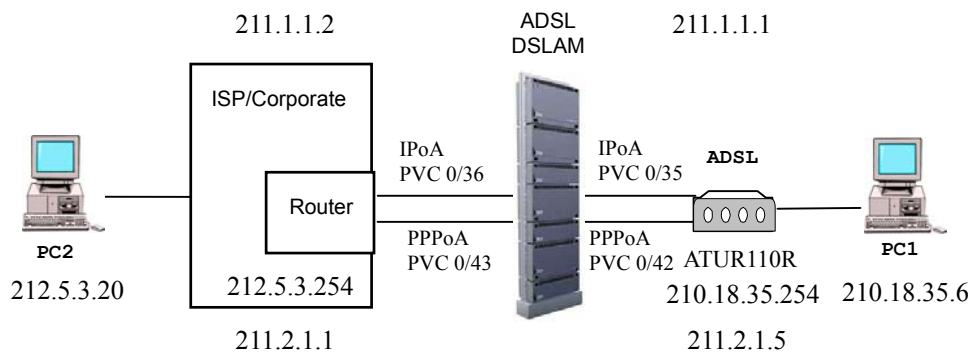 211.1.1.2
ADSL
DSLAM
211.1.1.1
ISP/Corporate
IPoA
PVC 0/36
IPoA
PVC 0/35
ADSL
Router
PC2
PPPoA
PVC 0/43
PPPoA
PVC 0/42
ATUR110R
PC1
212.5.3.20
212.5.3.254
210.18.35.254
210.18.35.6
211.2.1.1
211.2.1.5